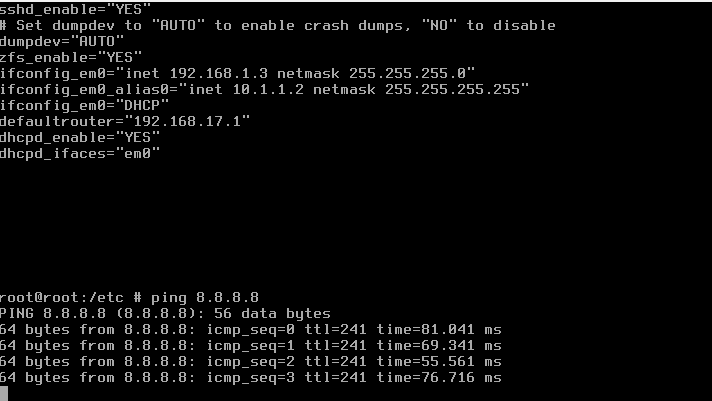 sshd_enable="YES"
# Set dumpdev to "AUTO" to enable crash dumps, "NO" to disable
dumpdev="AUTO"
zfs_enable="YES"
ifconfig_em0="inet 192.168.1.3 netmask 255.255.255.0"
ifconfig_em0_alias0="inet 10.1.1.2 netmask 255.255.255.255"
ifconfig_em0="DHCP"
defaultrouter="192.168.17.1"
dhcpd_enable="YES"
dhcpd_ifaces="em0"
root@root:/etc # ping 8.8.8.8
PING 8.8.8.8 (8.8.8.8): 56 data bytes
64 bytes from 8.8.8.8: icmp_seq=0 ttl=241 time=81.041 ms
64 bytes from 8.8.8.8: icmp_seq=1 ttl=241 time=69.341 ms
64 bytes from 8.8.8.8: icmp_seq=2 ttl=241 time=55.561 ms
64 bytes from 8.8.8.8: icmp_seq=3 ttl=241 time=76.716 ms